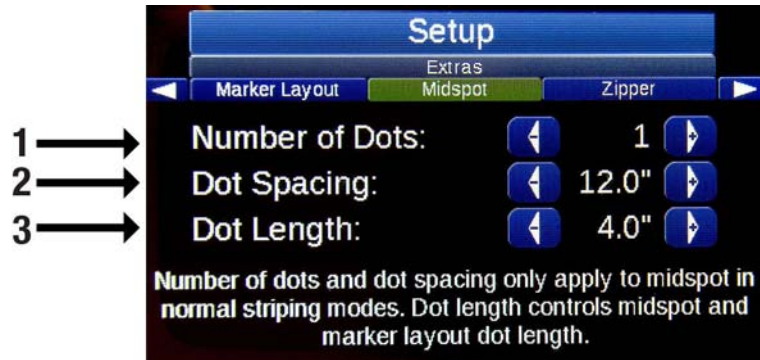 Setup
Extras
Marker Layout Midspot Zipper
1 Number of Dots: - 1 +
2 Dot Spacing: - 12.0" +
3 Dot Length: - 4.0" +
Number of dots and dot spacing only apply to midspot in
normal striping modes. Dot length controls midspot and
marker layout dot length.